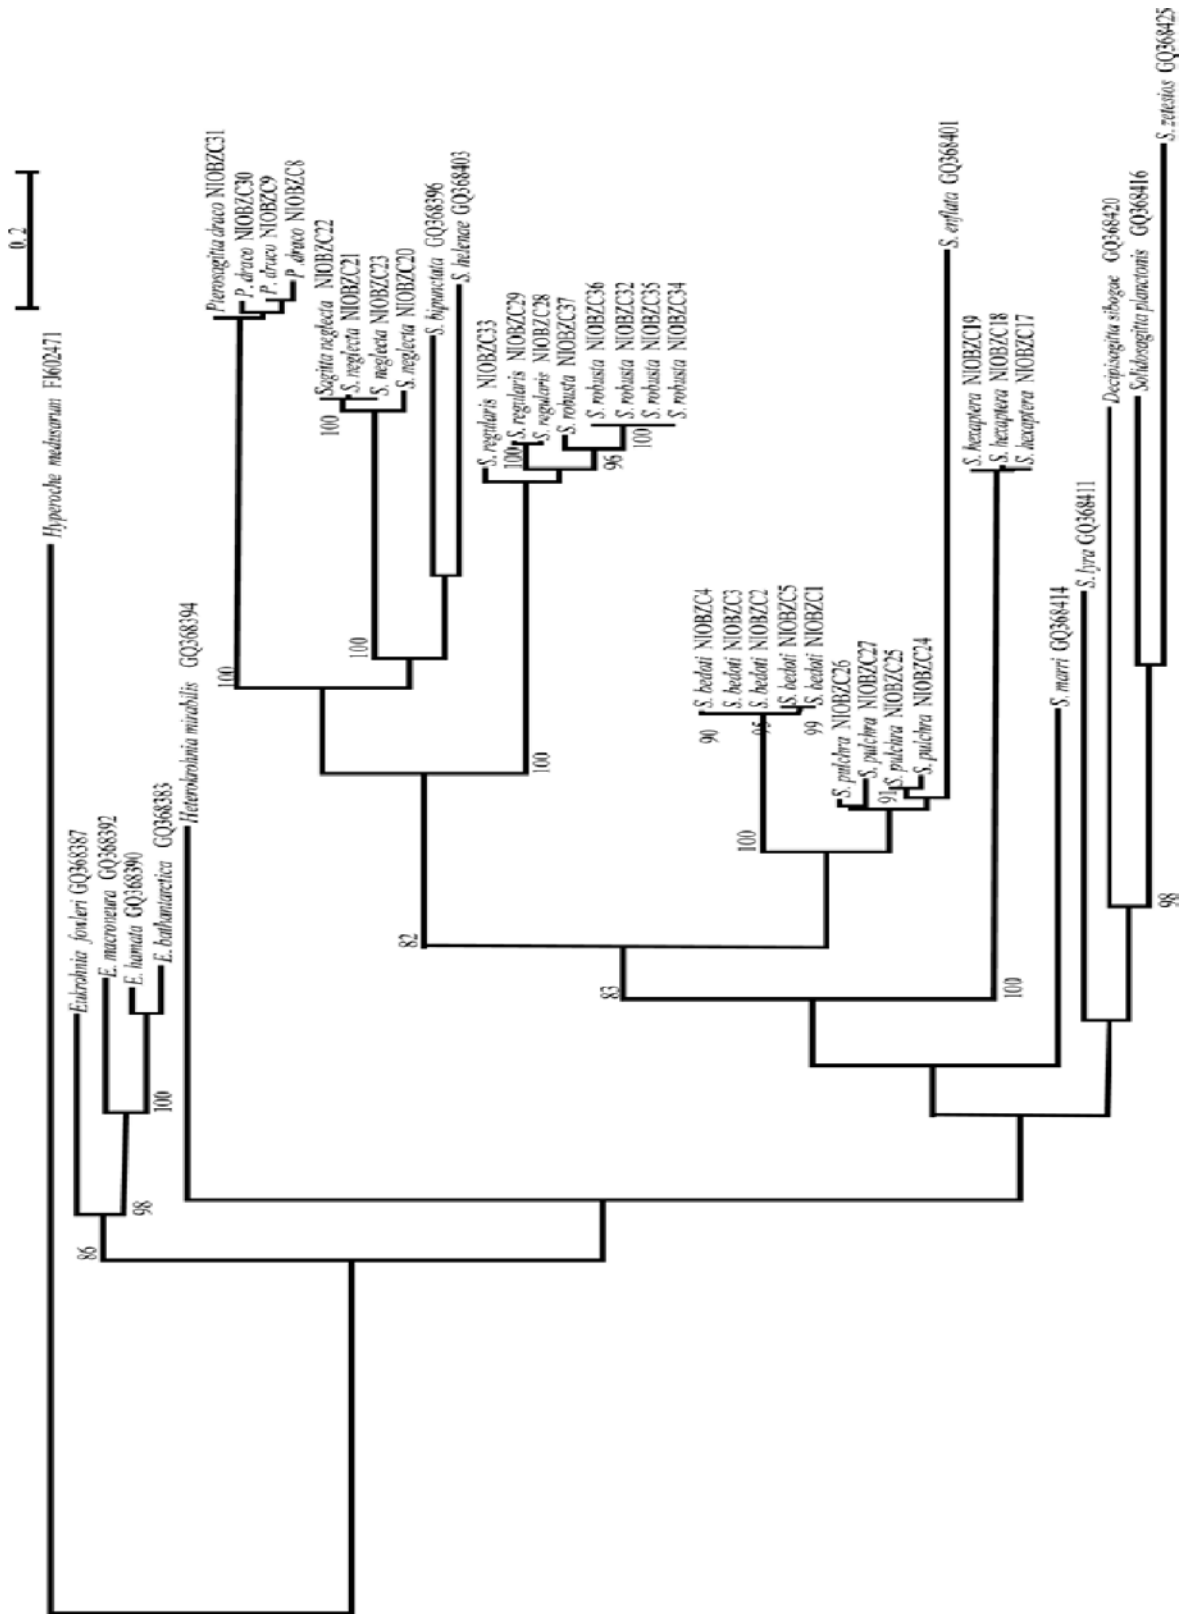 0.2
Hyperoche medusarun FJ602471
Eukrohnia fowleri GQ368387
E. macroneura GQ368392
E. hamata GQ368390
E. bathantarctica GQ368383
100
98
86
Heterokrohnia mirabilis GQ368394
Pterosagitta draco NIOBZC31
P. draco NIOBZC30
P. draco NIOBZC9
P. draco NIOBZC8
100
Sagitta neglecta NIOBZC22
S. neglecta NIOBZC21
S. neglecta NIOBZC23
S. neglecta NIOBZC20
100
S. bipunctata GQ368396
S. helenae GQ368403
100
S. regularis NIOBZC33
S. regularis NIOBZC29
S. regularis NIOBZC28
100
S. robusta NIOBZC37
S. robusta NIOBZC36
S. robusta NIOBZC32
S. robusta NIOBZC35
S. robusta NIOBZC34
96
100
100
82
S. bedoti NIOBZC4
S. bedoti NIOBZC3
S. bedoti NIOBZC2
S. bedoti NIOBZC5
S. bedoti NIOBZC1
90
95
99
100
S. pulchra NIOBZC26
S. pulchra NIOBZC27
S. pulchra NIOBZC25
S. pulchra NIOBZC24
91
S. enflata GQ368401
83
S. hexaptera NIOBZC19
S. hexaptera NIOBZC18
S. hexaptera NIOBZC17
100
S. marri GQ368414
S. lyra GQ368411
Decipisagitta sibogae GQ368420
Solidosagitta planctonis GQ368416
S. zetesios GQ368425
98